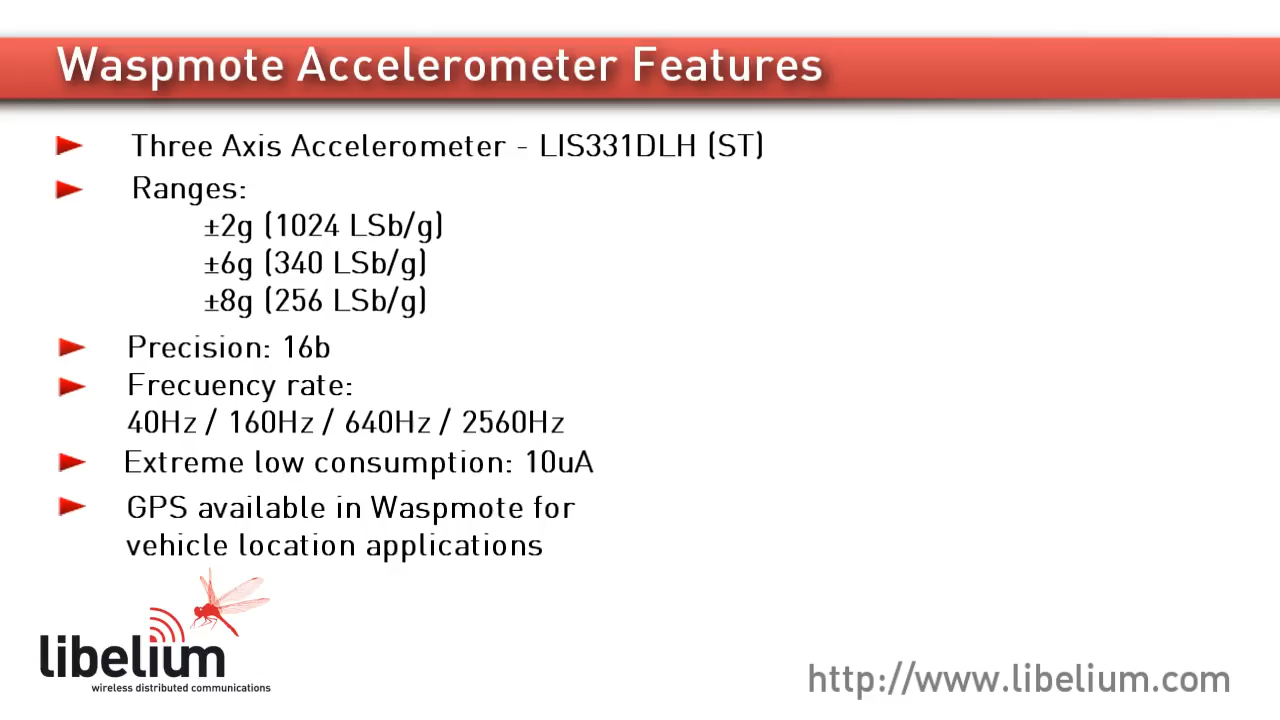 Waspmote Accelerometer Features
Three Axis Accelerometer - LIS331DLH (ST)
Ranges:
±2g (1024 LSb/g)
±6g (340 LSb/g)
±8g (256 LSb/g)
Precision: 16b
Frecuency rate:
40Hz / 160Hz / 640Hz / 2560Hz
Extreme low consumption: 10uA
GPS available in Waspmote for
vehicle location applications
libelium
wireless distributed communications
http://www.libelium.com